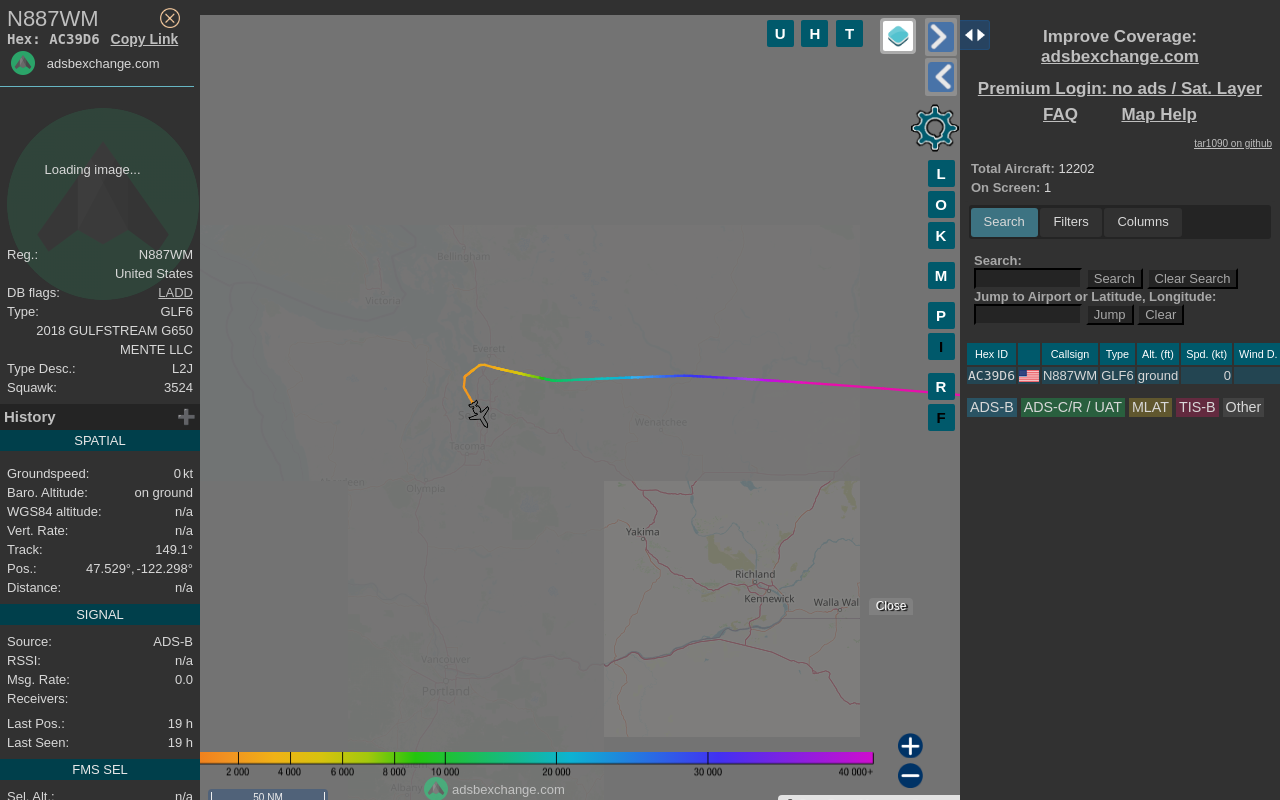 N887WM
Hex: AC39D6 Copy Link
adsbexchange.com
Loading image...
Reg.: N887WM
United States
DB flags: LADD
Type: GLF6
2018 GULFSTREAM G650
MENTE LLC
Type Desc.: L2J
Squawk: 3524
History
SPATIAL
Groundspeed: 0 kt
Baro. Altitude: on ground
WGS84 altitude: n/a
Vert. Rate: n/a
Track: 149.1°
Pos.: 47.529°, -122.298°
Distance: n/a
SIGNAL
Source: ADS-B
RSSI: n/a
Msg. Rate: 0.0
Receivers:
Last Pos.: 19 h
Last Seen: 19 h
FMS SEL
Sel. Alt.: n/a
U H T
L
O
K
M
P
I
R
F
Bellingham
Victoria
Everett
Wenatchee
Tacoma
Aberdeen
Olympia
Yakima
Richland
Kennewick
Walla Wal
Vancouver
Portland
Albany
Close
2 000 4 000 6 000 8 000 10 000 20 000 30 000 40 000+
adsbexchange.com
50 NM
Improve Coverage:
adsbexchange.com
Premium Login: no ads / Sat. Layer
FAQ Map Help
tar1090 on github
Total Aircraft: 12202
On Screen: 1
Search Filters Columns
Search:
Search Clear Search
Jump to Airport or Latitude, Longitude:
Jump Clear
Hex ID Callsign Type Alt. (ft) Spd. (kt) Wind D.
AC39D6 N887WM GLF6 ground 0
ADS-B ADS-C/R / UAT MLAT TIS-B Other